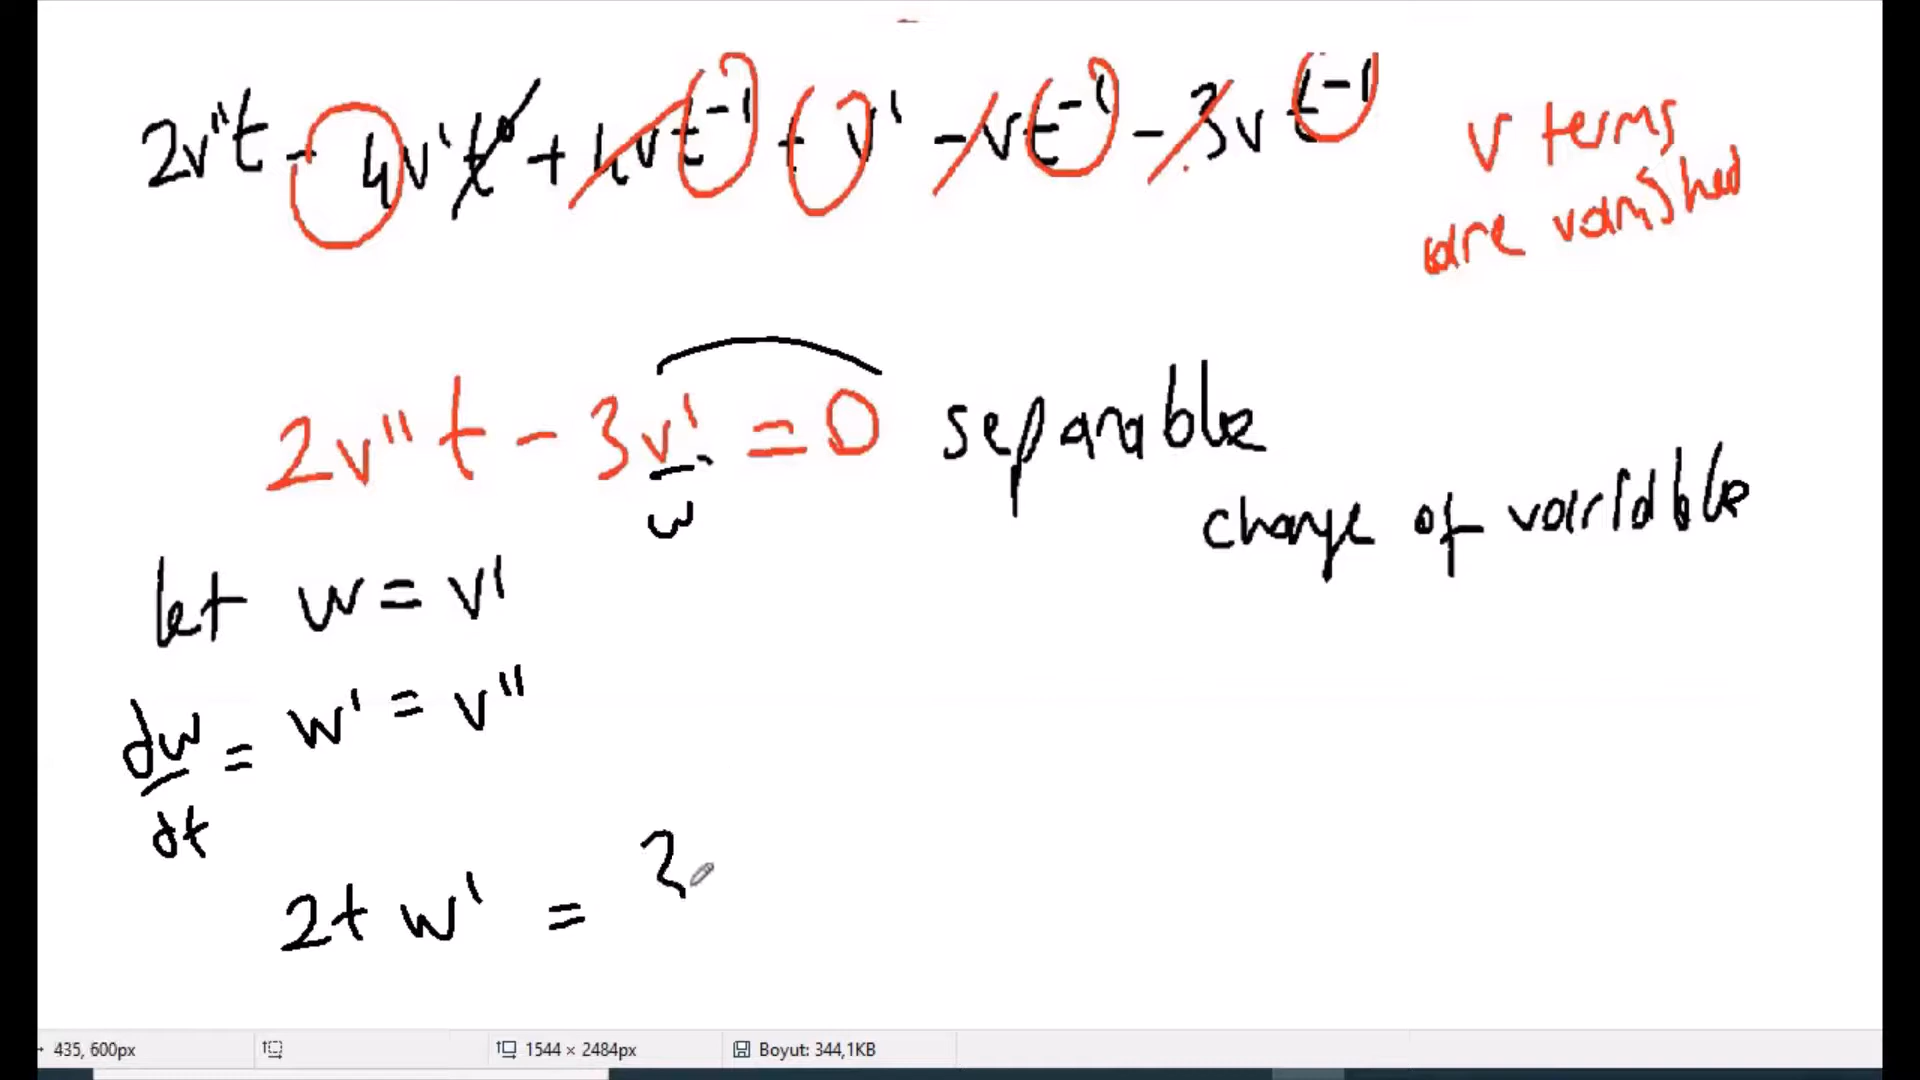 2v''t - 4v't⁰ + 4vt⁻¹ + v' - vt⁻¹ - 3vt⁻¹
v terms
are vanished
2v''t - 3v' = 0 separable
w
change of variable
let w = v'
dw/dt = w' = v''
2t w' = 3
435, 600px 1544 × 2484px Boyut: 344,1KB